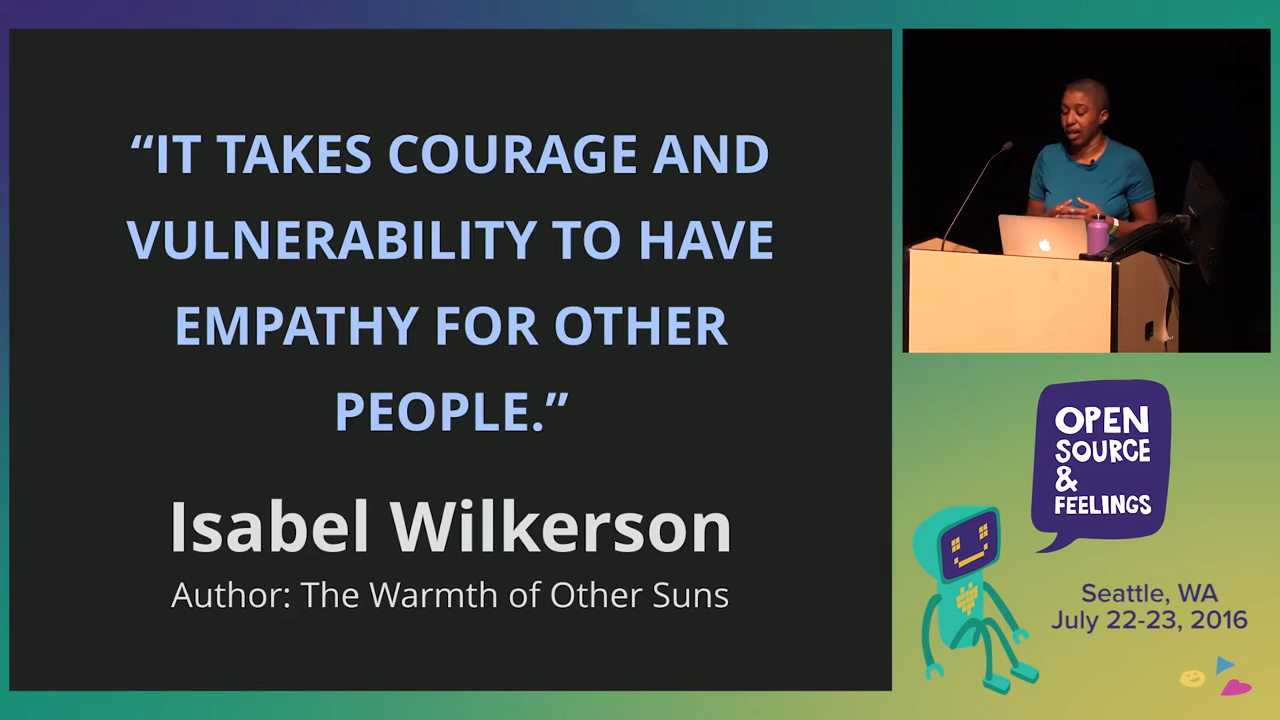 “IT TAKES COURAGE AND
VULNERABILITY TO HAVE
EMPATHY FOR OTHER
PEOPLE.”
Isabel Wilkerson
Author: The Warmth of Other Suns
OPEN
SOURCE
&
FEELINGS
Seattle, WA
July 22-23, 2016